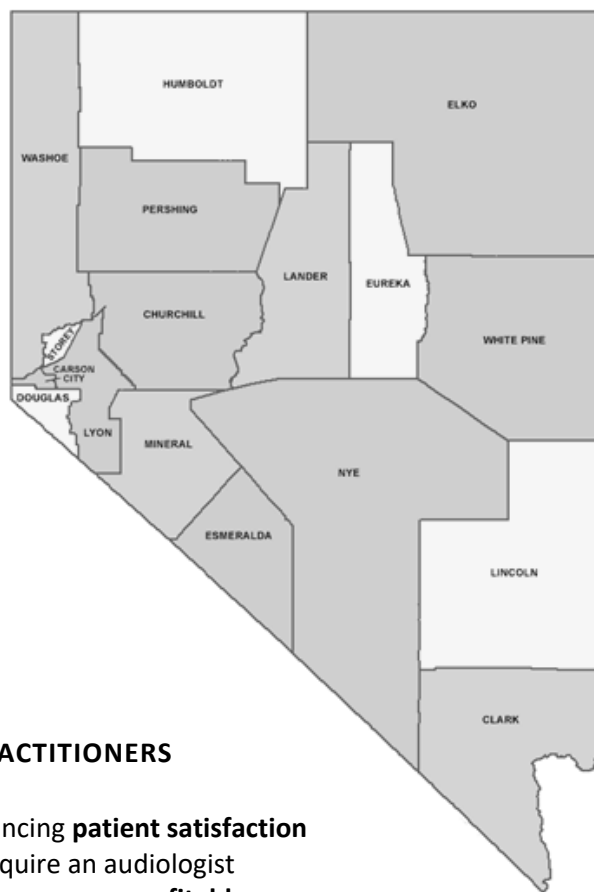 HUMBOLDT
ELKO
WASHOE
PERSHING
LANDER
EUREKA
CHURCHILL
WHITE PINE
STOREY
CARSON
CITY
DOUGLAS
LYON
MINERAL
NYE
ESMERALDA
LINCOLN
CLARK
ACTITIONERS
ncing patient satisfaction
quire an audiologist